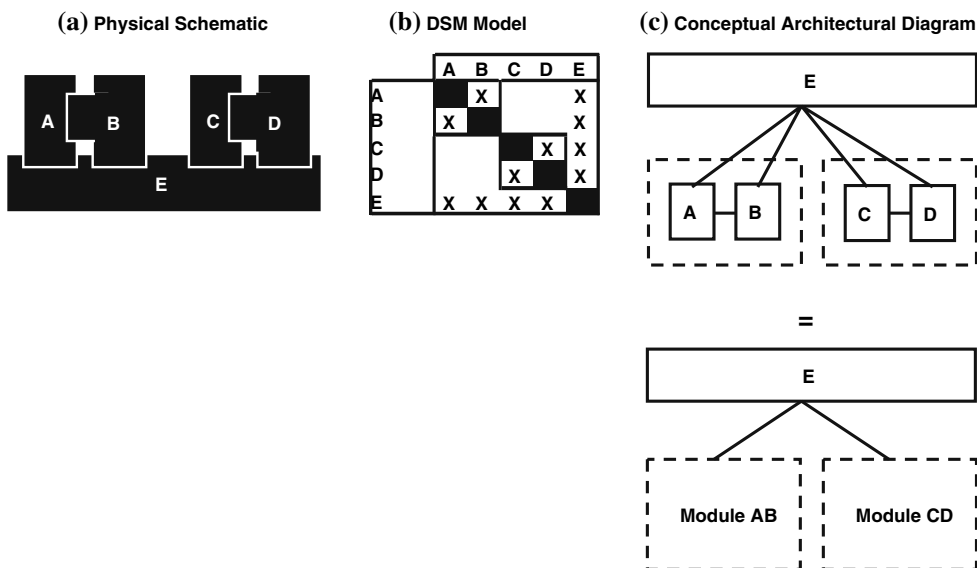 (a) Physical Schematic
A B C D
E
(b) DSM Model
A B C D E
A X X
B X X
C X X
D X X
E X X X X
(c) Conceptual Architectural Diagram
E
A B C D
=
E
Module AB Module CD